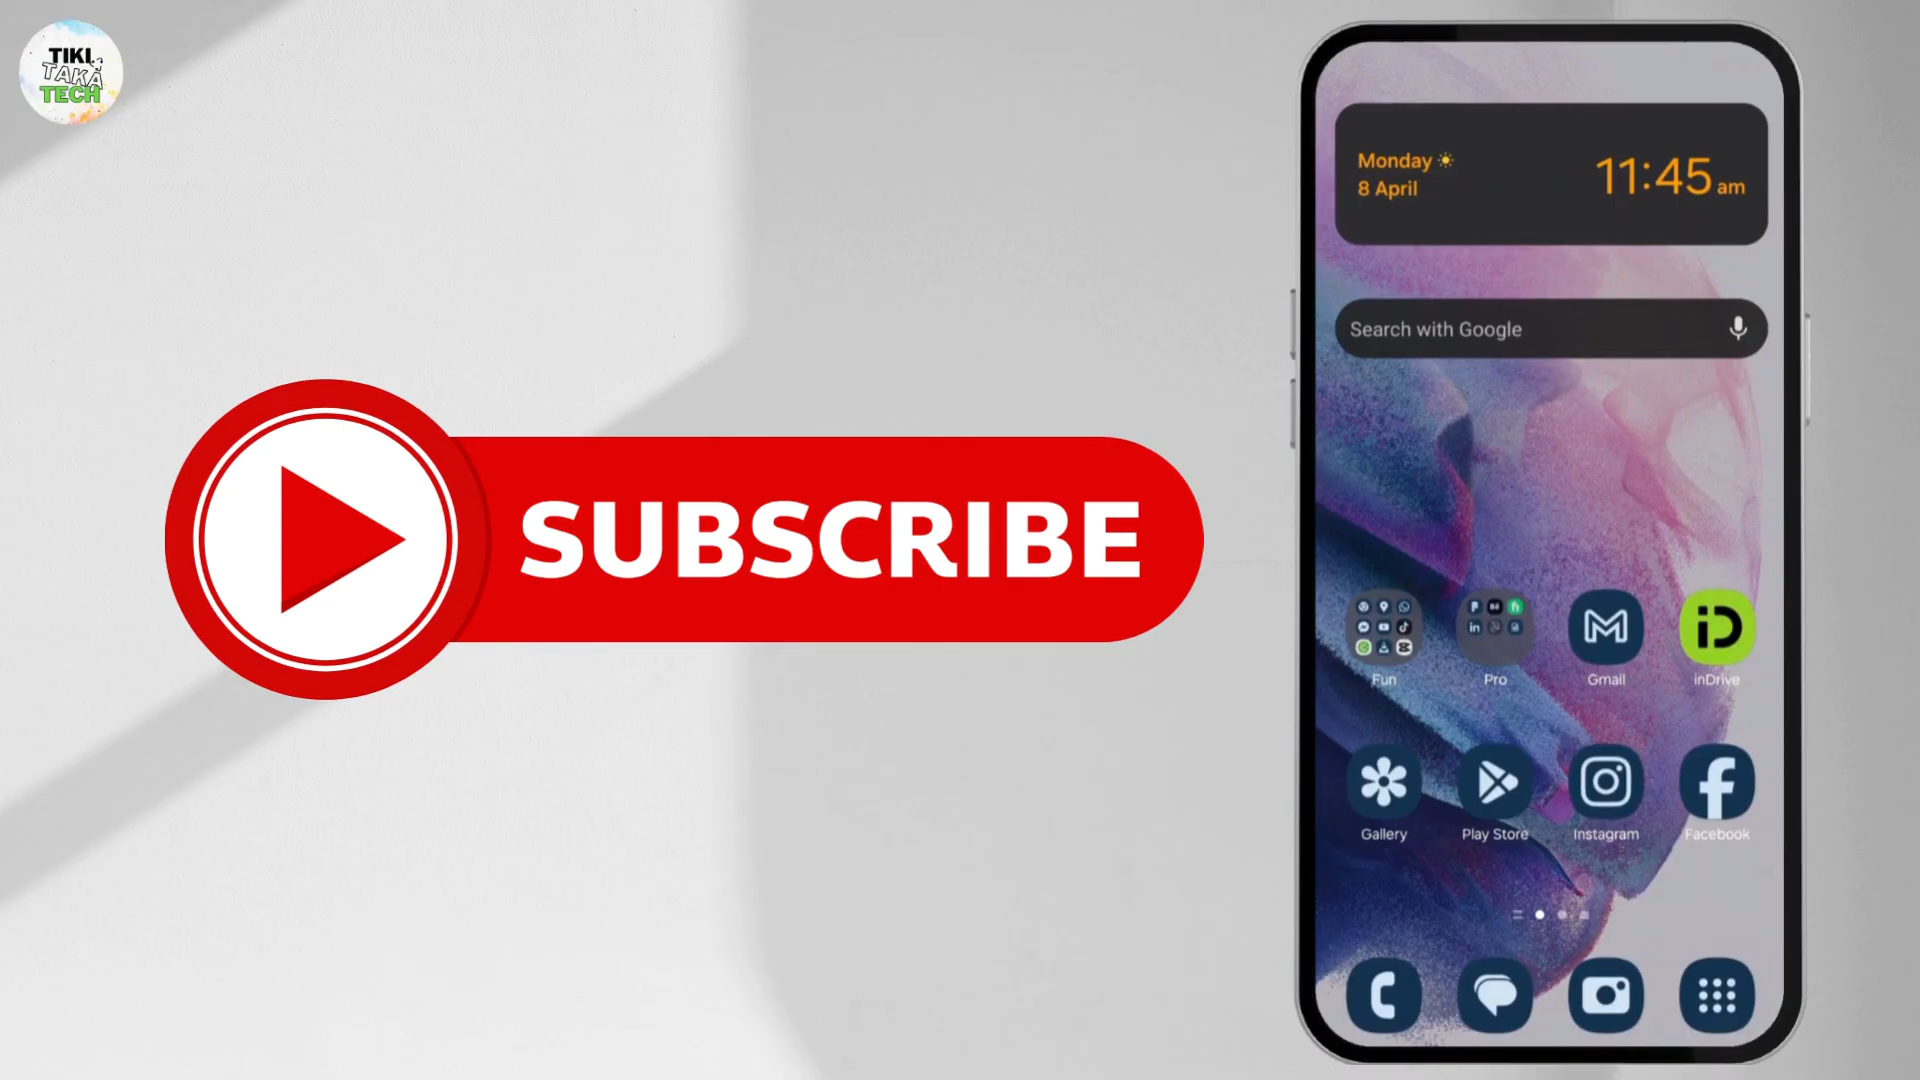 TIKI
TAKA
TECH
SUBSCRIBE
Monday
8 April
11:45 am
Search with Google
Fun
Pro
Gmail
iD
inDrive
Gallery
Play Store
Instagram
Facebook